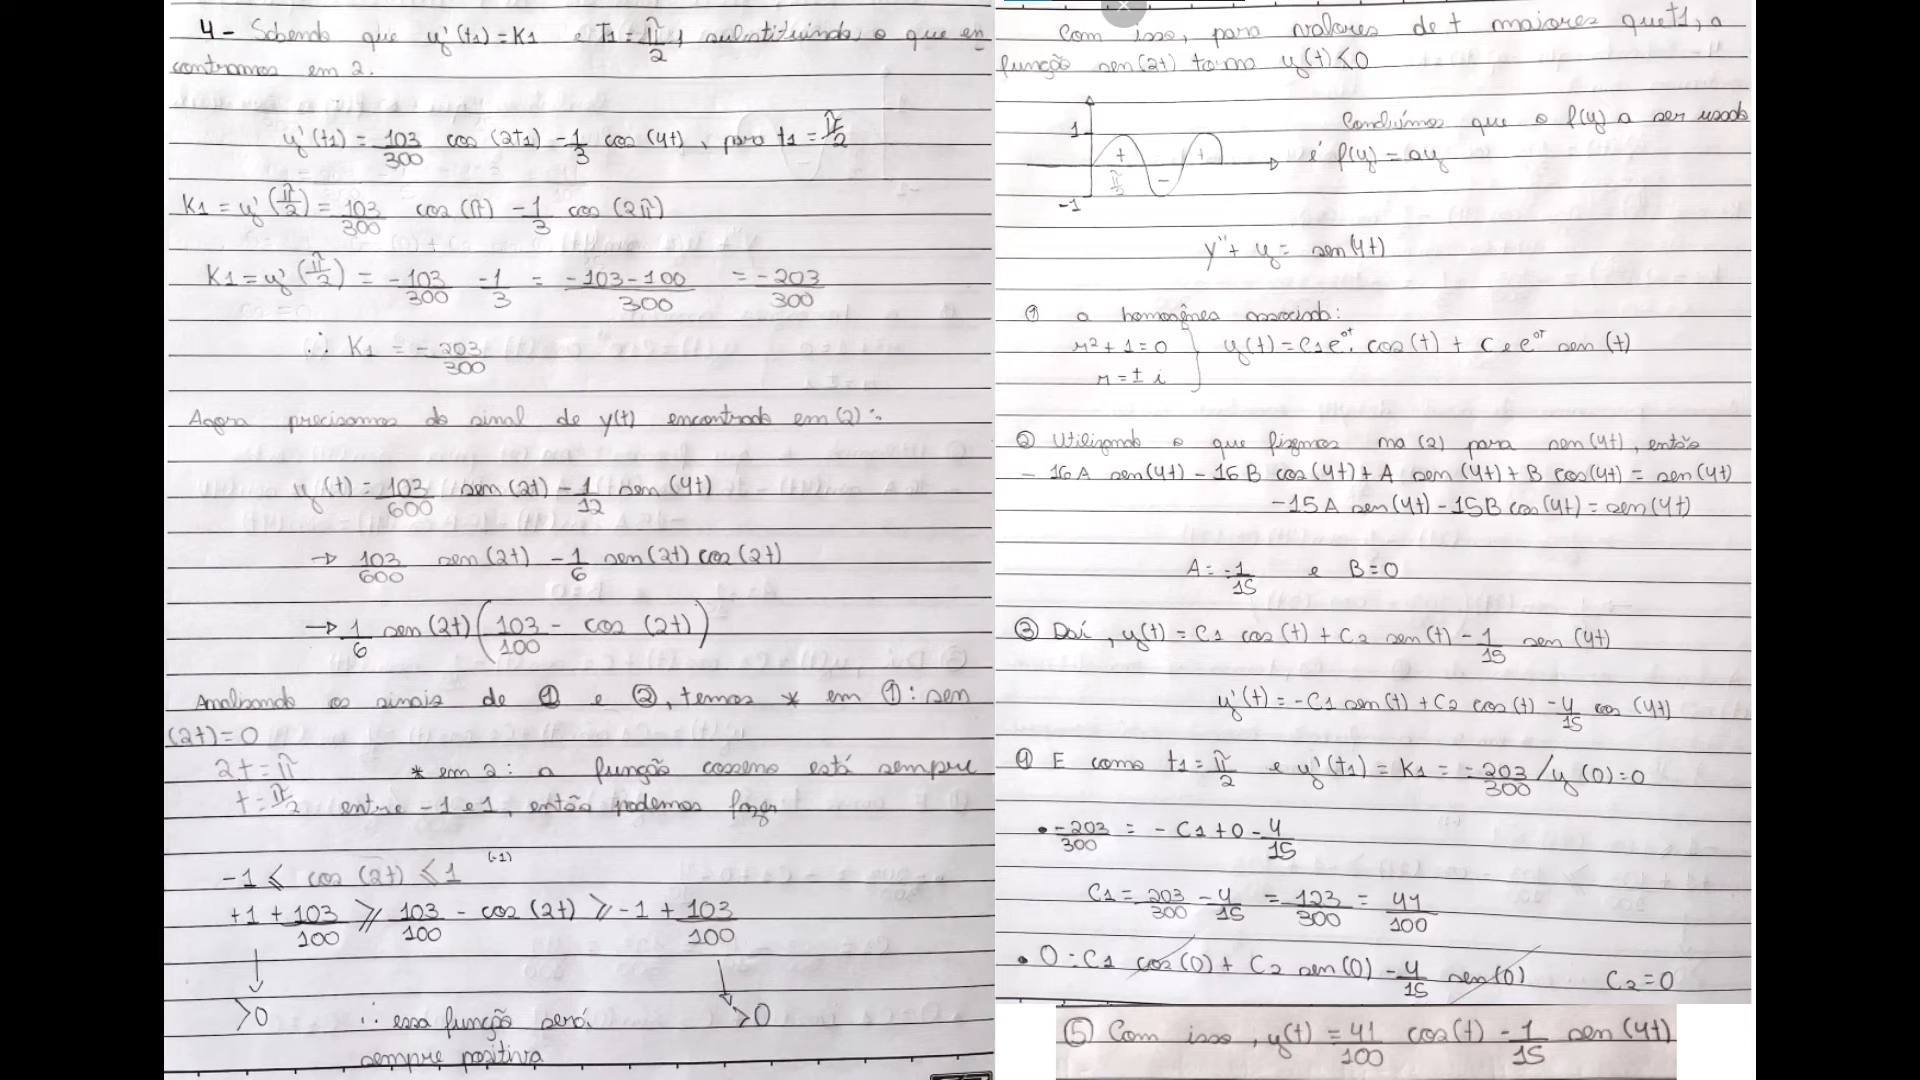 4 - Sabendo que y'(t1) = K1 e T1 = π/2, substituindo o que en
contramos em 2.
y'(t1) = 103/300 cos(2t1) - 1/3 cos(4t), para t1 = π/2
K1 = y'(π/2) = 103/300 cos(π) - 1/3 cos(2π)
K1 = y'(π/2) = -103/300 - 1/3 = -103-100/300 = -203/300
∴ K1 = -203/300
Agora precisamos do sinal de y(t) encontrado em (2):
y(t) = 103/600 sen(2t) - 1/12 sen(4t)
→ 103/600 sen(2t) - 1/6 sen(2t) cos(2t)
→ 1/6 sen(2t) (103/100 - cos(2t))
Analisando os sinais de ① e ②, temos * em ①: sen
(2t) = 0
2t = π * em 2: a função cosseno está sempre
t = π/2 entre -1 e 1, então podemos fazer
-1 ≤ cos(2t) ≤ 1 (-1)
+1 + 103/100 ≥ 103/100 - cos(2t) ≥ -1 + 103/100
>0 ∴ essa função será >0
sempre positiva
Com isso, para valores de t maiores que t1, a
função sen(2t) torna y(t) < 0
Concluímos que o f(y) a ser usado
1
+ +
é f(y) = ay
π/2 -
-1
y'' + y = sen(4t)
① a homogênea associada:
r² + 1 = 0 } y(t) = C1e^0t. cos(t) + C2e^0t sen(t)
r = ± i
② Utilizando o que fizemos na (2) para sen(4t), então
- 16A sen(4t) - 16B cos(4t) + A sen(4t) + B cos(4t) = sen(4t)
-15A sen(4t) - 15B cos(4t) = sen(4t)
A = -1/15 e B = 0
③ Daí, y(t) = C1 cos(t) + C2 sen(t) - 1/15 sen(4t)
y'(t) = -C1 sen(t) + C2 cos(t) - 4/15 cos(4t)
④ E como t1 = π/2 e y'(t1) = K1 = -203/300 / y(0) = 0
• -203/300 = - C1 + 0 - 4/15
C1 = 203/300 - 4/15 = 123/300 = 41/100
• 0 = C1 cos(0) + C2 sen(0) - 4/15 sen(0) C2 = 0
⑤ Com isso, y(t) = 41/100 cos(t) - 1/15 sen(4t)